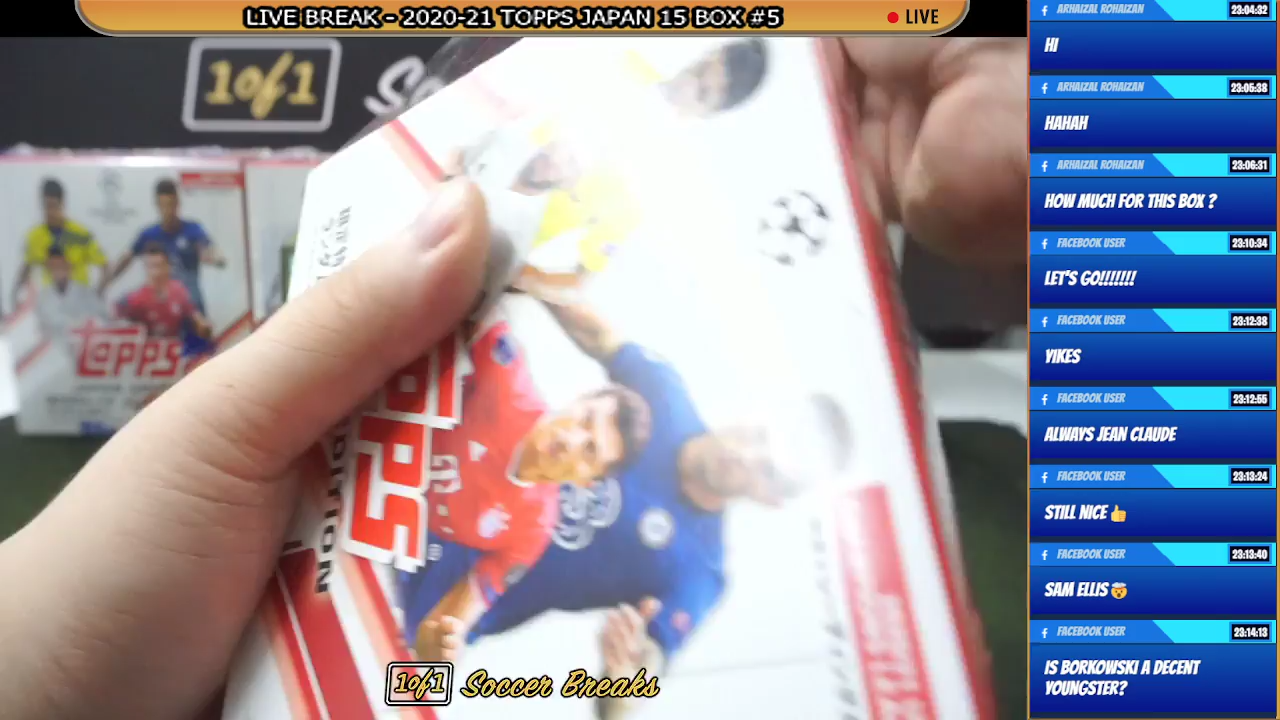 LIVE BREAK - 2020-21 TOPPS JAPAN 15 BOX #5
LIVE
1of1
So
TOPPS
EDITION
1of1 Soccer Breaks
ARHAIZAL ROHAIZAN
23:04:32
HI
ARHAIZAL ROHAIZAN
23:05:38
HAHAH
ARHAIZAL ROHAIZAN
23:06:31
HOW MUCH FOR THIS BOX ?
FACEBOOK USER
23:10:34
LET'S GO!!!!!!!
FACEBOOK USER
23:12:38
YIKES
FACEBOOK USER
23:12:55
ALWAYS JEAN CLAUDE
FACEBOOK USER
23:13:24
STILL NICE👍
FACEBOOK USER
23:13:40
SAM ELLIS🤯
FACEBOOK USER
23:14:13
IS BORKOWSKI A DECENT
YOUNGSTER?